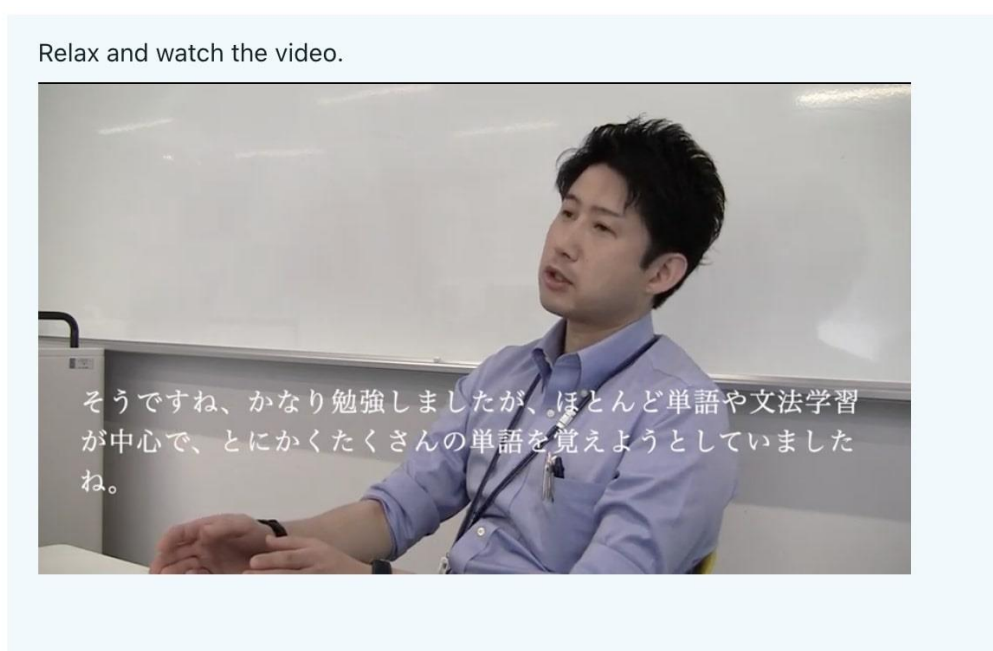 Relax and watch the video.
そうですね、かなり勉強しましたが、ほとんど単語や文法学習
が中心で、とにかくたくさんの単語を覚えようとしていました
ね。